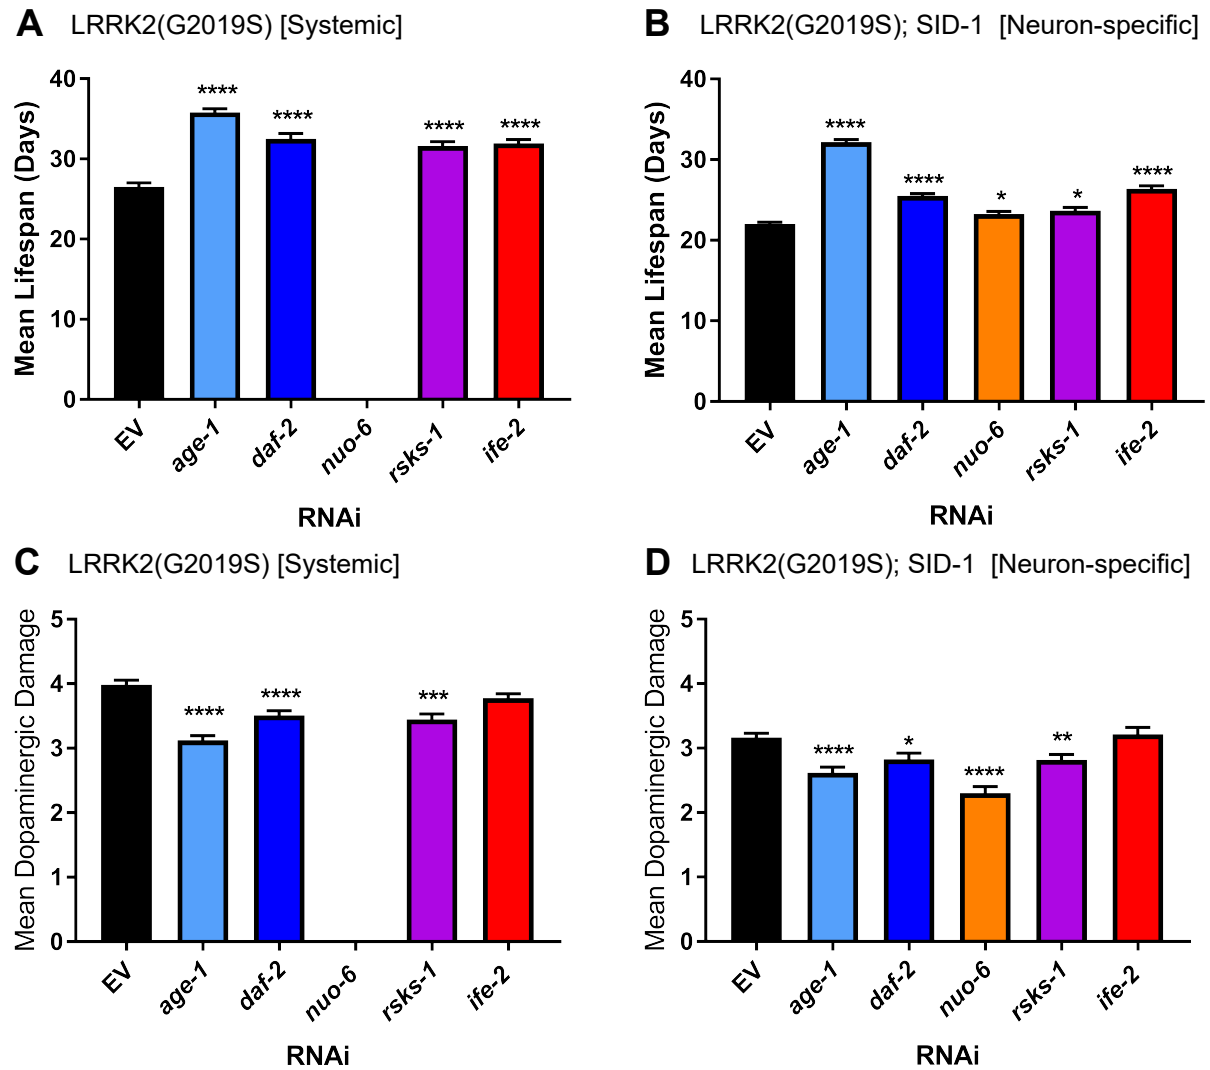 A LRRK2(G2019S) [Systemic]
Mean Lifespan (Days)
40
30
20
10
0
****
****
****
****
EV
age-1
daf-2
nuo-6
rsks-1
ife-2
RNAi
B LRRK2(G2019S); SID-1 [Neuron-specific]
Mean Lifespan (Days)
40
30
20
10
0
****
****
*
*
****
EV
age-1
daf-2
nuo-6
rsks-1
ife-2
RNAi
C LRRK2(G2019S) [Systemic]
Mean Dopaminergic Damage
5
4
3
2
1
0
****
****
***
EV
age-1
daf-2
nuo-6
rsks-1
ife-2
RNAi
D LRRK2(G2019S); SID-1 [Neuron-specific]
Mean Dopaminergic Damage
5
4
3
2
1
0
****
*
****
**
EV
age-1
daf-2
nuo-6
rsks-1
ife-2
RNAi